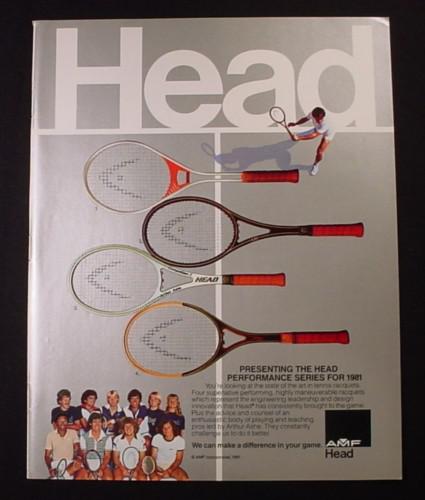 Head
HEAD
PRESENTING THE HEAD
PERFORMANCE SERIES FOR 1981
You're looking at the state of the art in tennis racquets.
Four superlative performing, highly maneuverable racquets
which represent the engineering leadership and design
innovation that Head® has consistently brought to the game.
Plus the advice and counsel of an
enthusiastic body of playing and teaching
pros led by Arthur Ashe. They constantly
challenge us to do it better.
We can make a difference in your game.
AMF
Head
© AMF Incorporated, 1981